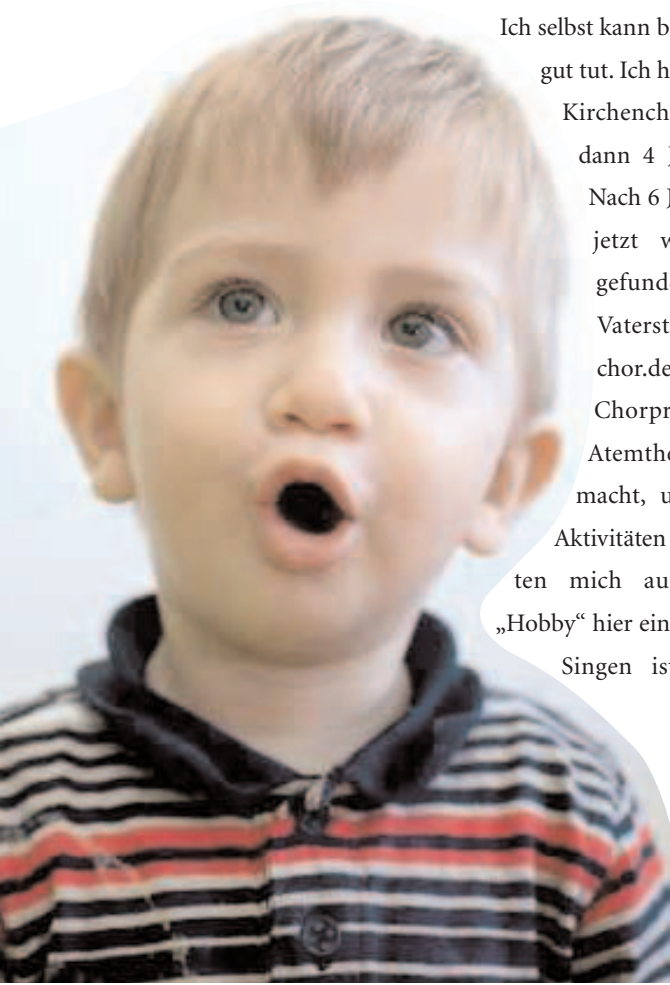 Ich selbst kann b
gut tut. Ich h
Kirchench
dann 4 J
Nach 6 J
jetzt w
gefund
Vaterst
chor.de
Chorpr
Atemthe
macht, u
Aktivitäten
ten mich au
„Hobby“ hier ein
Singen ist